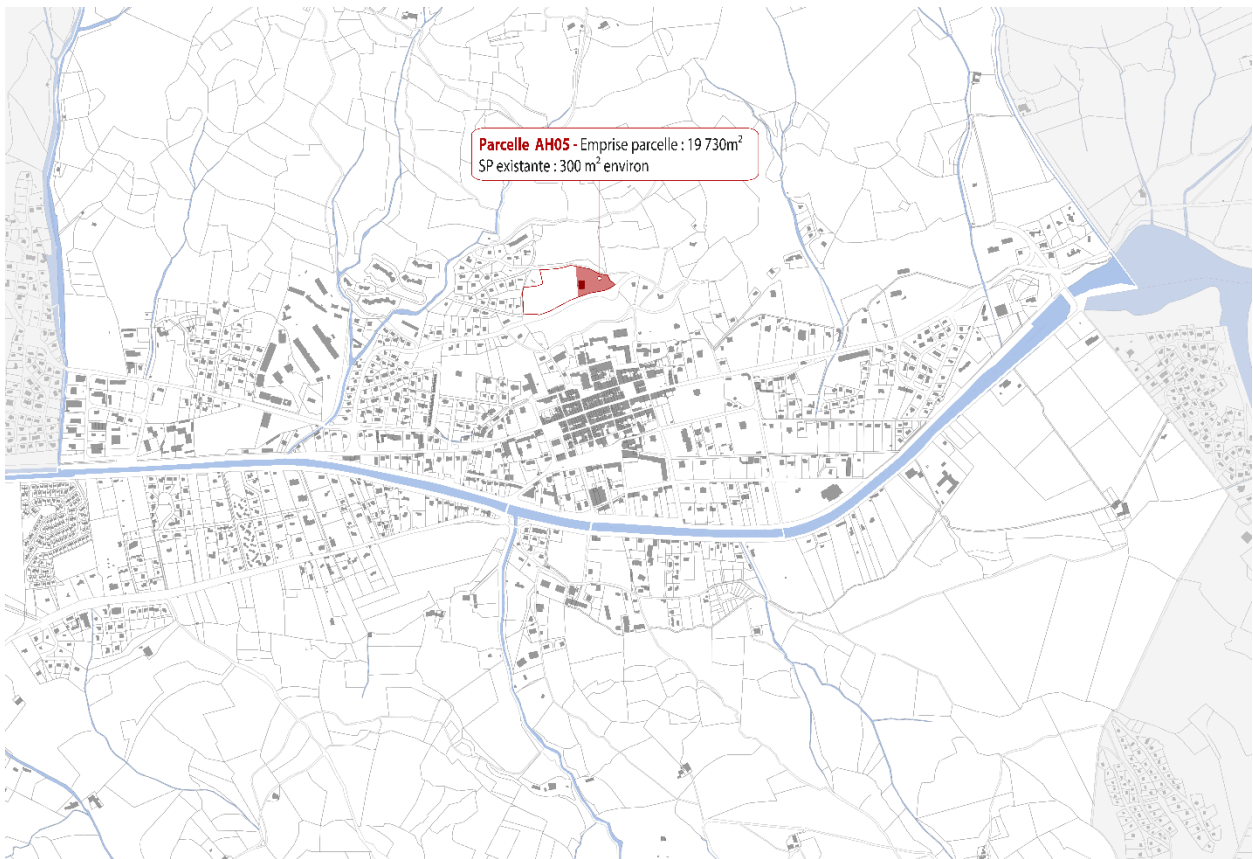 Parcelle AH05 - Emprise parcelle : 19 730m²
SP existante : 300 m² environ